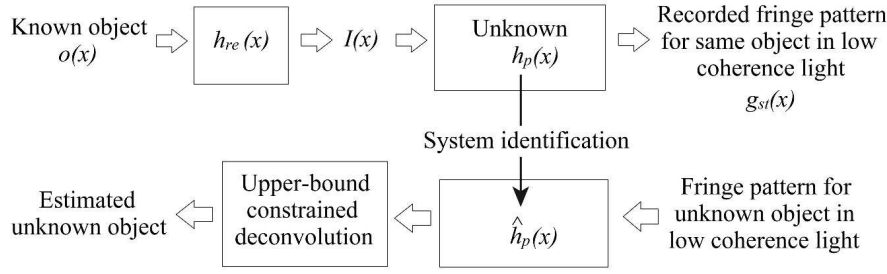 Known object
o(x)
h_re(x)
I(x)
Unknown
h_p(x)
Recorded fringe pattern
for same object in low
coherence light
g_st(x)
System identification
Estimated
unknown object
Upper-bound
constrained
deconvolution
ĥ_p(x)
Fringe pattern for
unknown object in
low coherence light